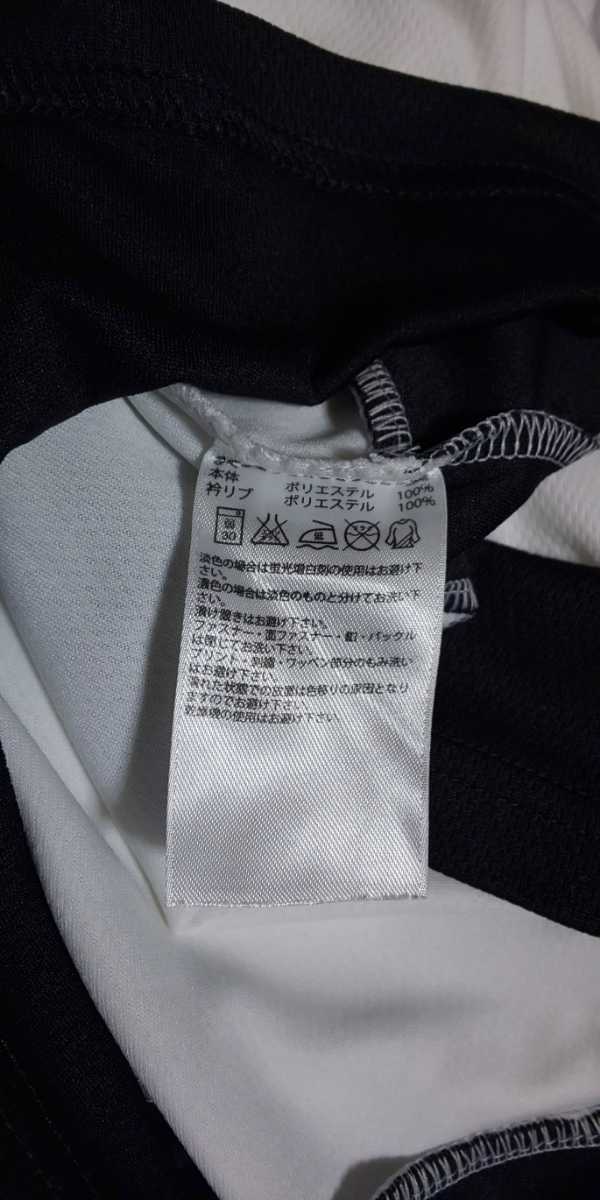 本体 ポリエステル 100%
衿リブ ポリエステル 100%
弱
30
淡色の場合は蛍光増白剤の使用はお避け下
さい。
濃色の場合は淡色のものと分けてお洗い下
さい。
漬け置きはお避け下さい。
ファスナー・面ファスナー・釦・バックル
は閉じてお洗い下さい。
プリント・刺繍・ワッペン部分のもみ洗い
はお避け下さい。
濡れた状態での放置は色移りの原因となり
ますのでお避け下さい。
乾燥機の使用はお避け下さい。